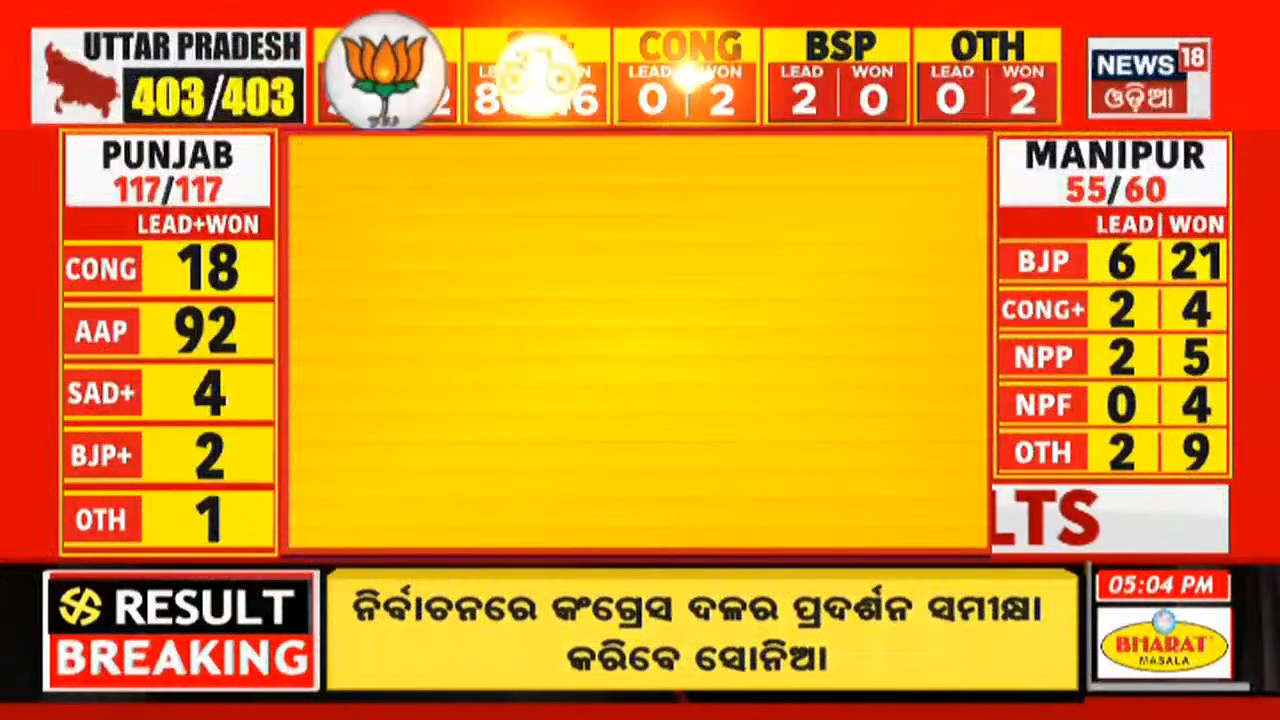 UTTAR PRADESH
403/403
CONG
LEAD WON
0 2
BSP
LEAD WON
2 0
OTH
LEAD WON
0 2
NEWS 18
ଓଡ଼ିଆ
PUNJAB
117/117
LEAD+WON
CONG 18
AAP 92
SAD+ 4
BJP+ 2
OTH 1
MANIPUR
55/60
LEAD WON
BJP 6 21
CONG+ 2 4
NPP 2 5
NPF 0 4
OTH 2 9
LTS
RESULT
BREAKING
ନିର୍ବାଚନରେ କଂଗ୍ରେସ ଦଳର ପ୍ରଦର୍ଶନ ସମୀକ୍ଷା
କରିବେ ସୋନିଆ
05:04 PM
BHARAT
MASALA